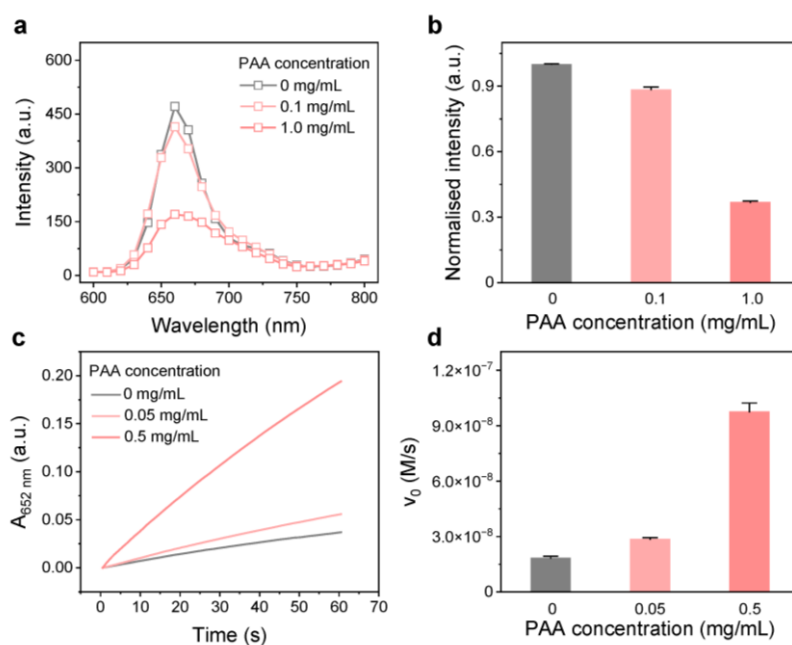 a
600
450
300
150
0
Intensity (a.u.)
PAA concentration
0 mg/mL
0.1 mg/mL
1.0 mg/mL
600 650 700 750 800
Wavelength (nm)
b
0.9
0.6
0.3
0
Normalised intensity (a.u.)
0 0.1 1.0
PAA concentration (mg/mL)
c
0.20
0.15
0.10
0.05
0.00
A652 nm (a.u.)
PAA concentration
0 mg/mL
0.05 mg/mL
0.5 mg/mL
0 10 20 30 40 50 60 70
Time (s)
d
1.2×10⁻⁷
9.0×10⁻⁸
6.0×10⁻⁸
3.0×10⁻⁸
0
v₀ (M/s)
0 0.05 0.5
PAA concentration (mg/mL)